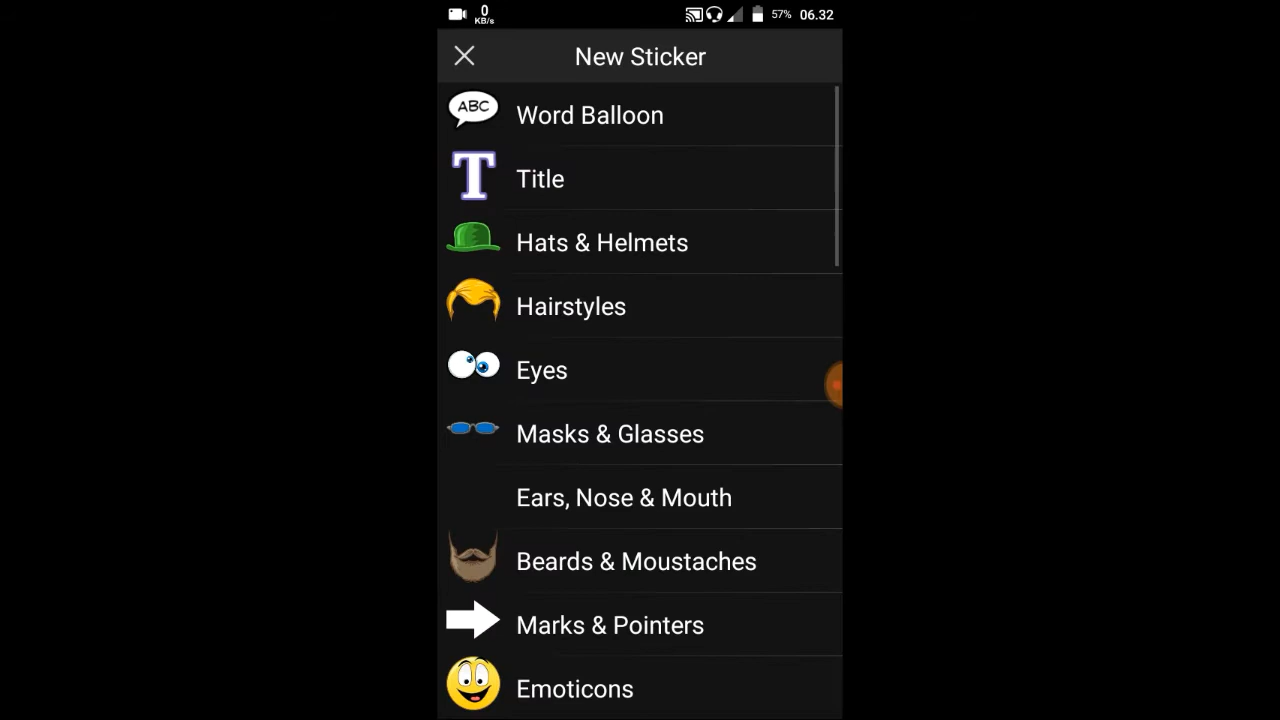 0
KB/s
57% 06.32
New Sticker
ABC
Word Balloon
T
Title
Hats & Helmets
Hairstyles
Eyes
Masks & Glasses
Ears, Nose & Mouth
Beards & Moustaches
Marks & Pointers
Emoticons